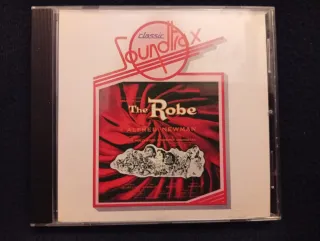 classic
Soundtrax
The Robe
ALFRED NEWMAN